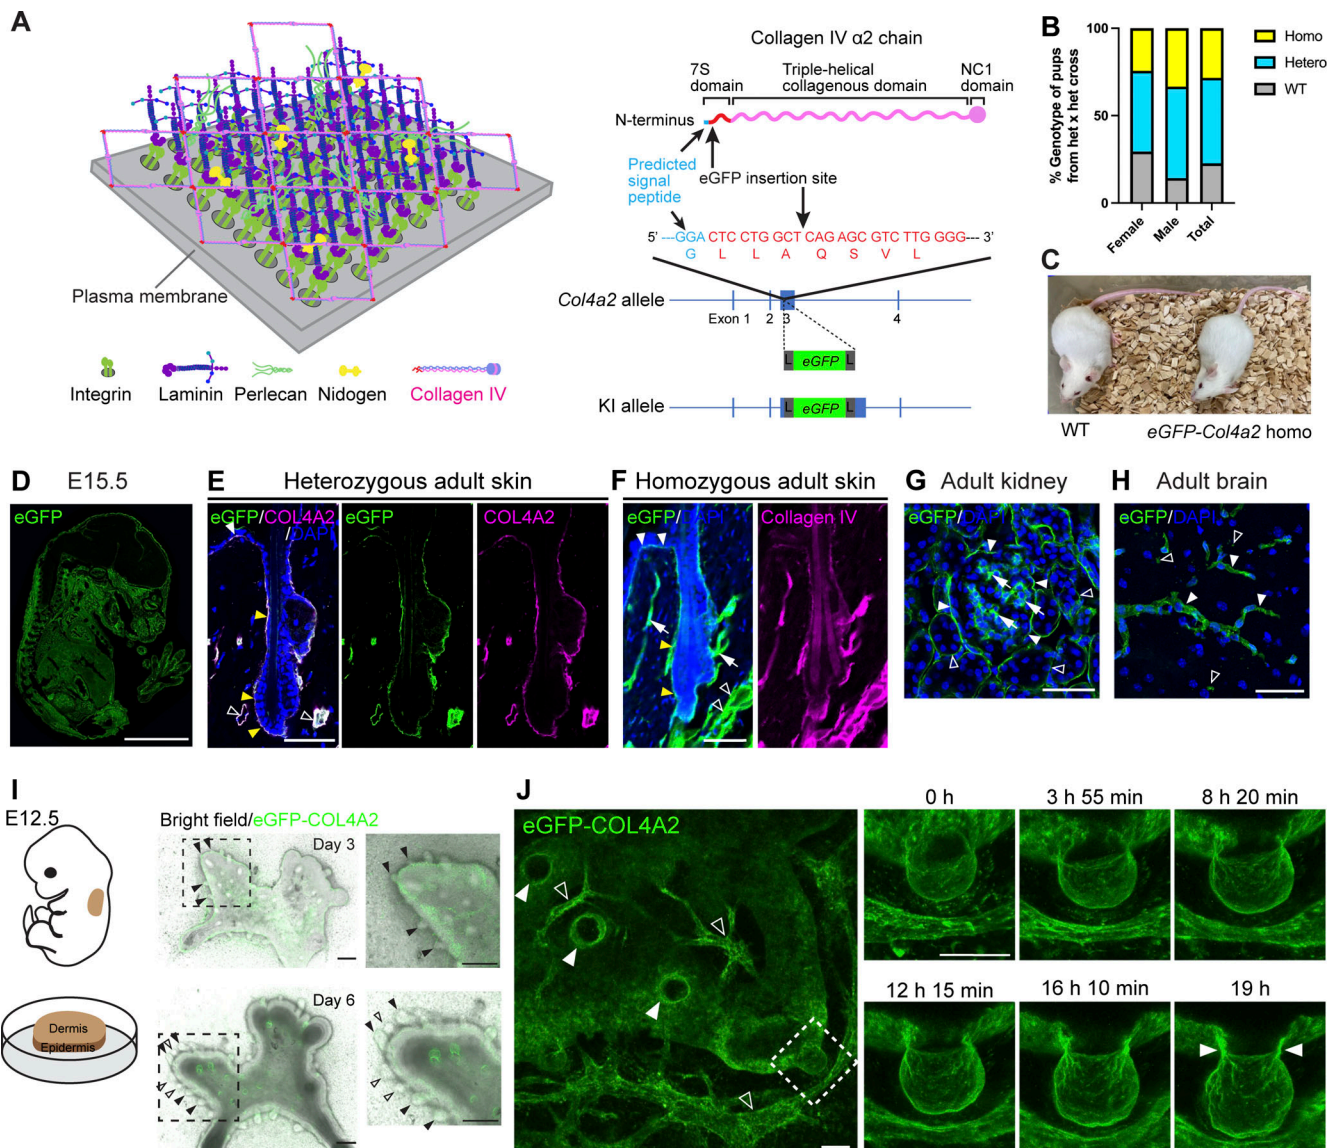 A
Plasma membrane
Integrin Laminin Perlecan Nidogen Collagen IV
Collagen IV α2 chain
7S domain
Triple-helical collagenous domain
NC1 domain
N-terminus
Predicted signal peptide
eGFP insertion site
5' ---GGA CTC CTG GCT CAG AGC GTC TTG GGG--- 3'
G L L A Q S V L
Col4a2 allele
Exon 1 2 3 4
L eGFP L
KI allele
L eGFP L
B
% Genotype of pups from het x het cross
100
50
0
Female Male Total
Homo
Hetero
WT
C
WT eGFP-Col4a2 homo
D E15.5
eGFP
E Heterozygous adult skin
eGFP/COL4A2/DAPI
eGFP
COL4A2
F Homozygous adult skin
eGFP/DAPI
Collagen IV
G Adult kidney
eGFP/DAPI
H Adult brain
eGFP/DAPI
I
E12.5
Dermis
Epidermis
Bright field/eGFP-COL4A2
Day 3
Day 6
J
eGFP-COL4A2
0 h 3 h 55 min 8 h 20 min
12 h 15 min 16 h 10 min 19 h